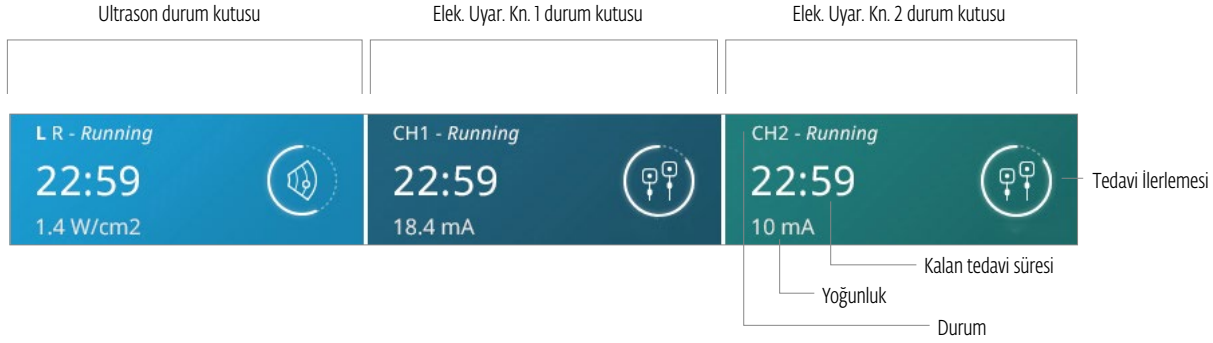 Ultrason durum kutusu
Elek. Uyar. Kn. 1 durum kutusu
Elek. Uyar. Kn. 2 durum kutusu
L R - Running
22:59
1.4 W/cm2
CH1 - Running
22:59
18.4 mA
CH2 - Running
22:59
10 mA
Tedavi İlerlemesi
Kalan tedavi süresi
Yoğunluk
Durum